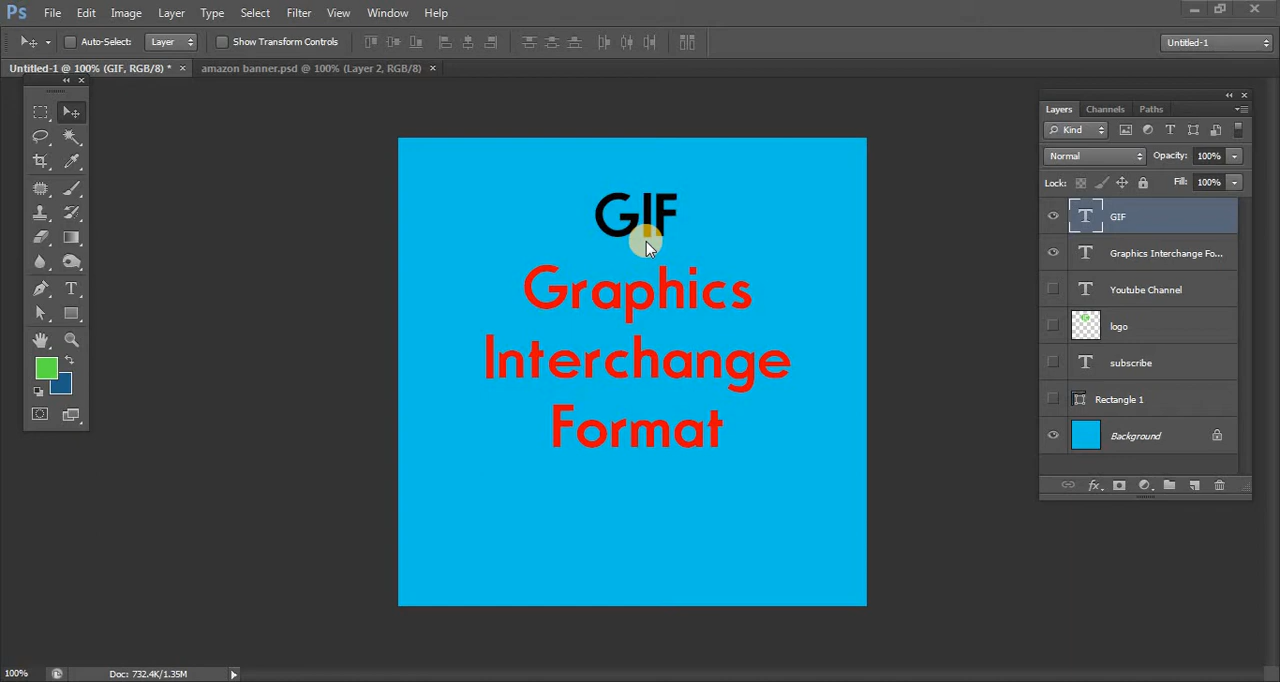 Ps File Edit Image Layer Type Select Filter View Window Help
Auto-Select: Layer Show Transform Controls Untitled-1
Untitled-1 @ 100% (GIF, RGB/8) * × amazon banner.psd @ 100% (Layer 2, RGB/8) ×
Layers Channels Paths
Kind
Normal Opacity: 100%
Lock: Fill: 100%
GIF
Graphics Interchange Fo...
Youtube Channel
logo
subscribe
Rectangle 1
Background
GIF
Graphics
Interchange
Format
100% Doc: 732.4K/1.35M